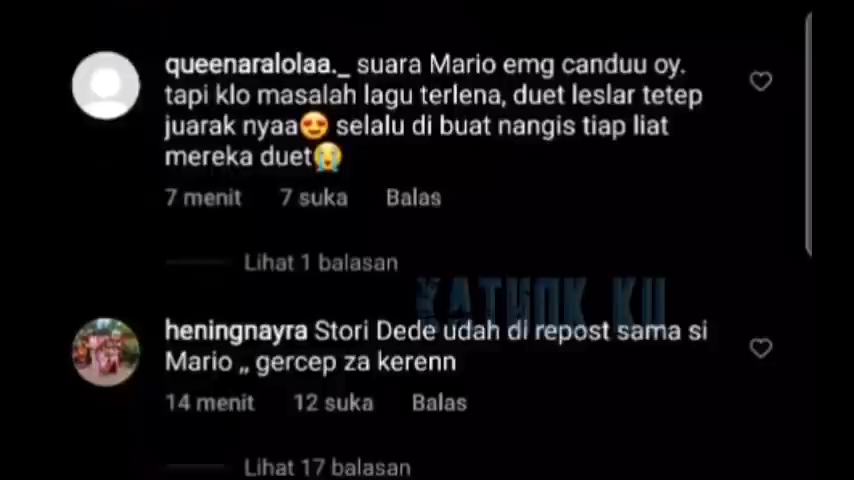 queenaralolaa._ suara Mario emg canduu oy.
tapi klo masalah lagu terlena, duet leslar tetep
juarak nyaa😍 selalu di buat nangis tiap liat
mereka duet😭
7 menit 7 suka Balas
Lihat 1 balasan
KATHOK KU
heningnayra Stori Dede udah di repost sama si
Mario „ gercep za kerenn
14 menit 12 suka Balas
Lihat 17 balasan